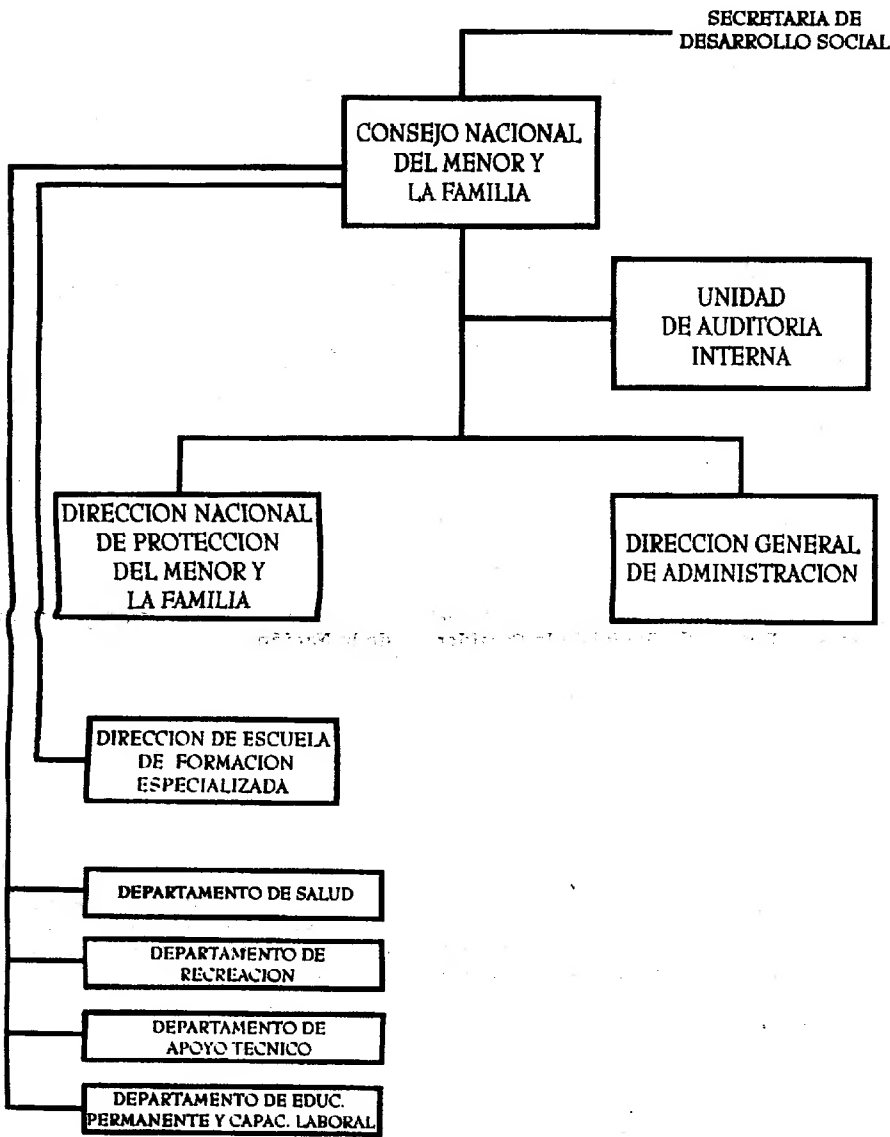 SECRETARIA DE
DESARROLLO SOCIAL
CONSEJO NACIONAL
DEL MENOR Y
LA FAMILIA
UNIDAD
DE AUDITORIA
INTERNA
DIRECCION NACIONAL
DE PROTECCION
DEL MENOR Y
LA FAMILIA
DIRECCION GENERAL
DE ADMINISTRACION
DIRECCION DE ESCUELA
DE FORMACION
ESPECIALIZADA
DEPARTAMENTO DE SALUD
DEPARTAMENTO DE
RECREACION
DEPARTAMENTO DE
APOYO TECNICO
DEPARTAMENTO DE EDUC.
PERMANENTE Y CAPAC. LABORAL